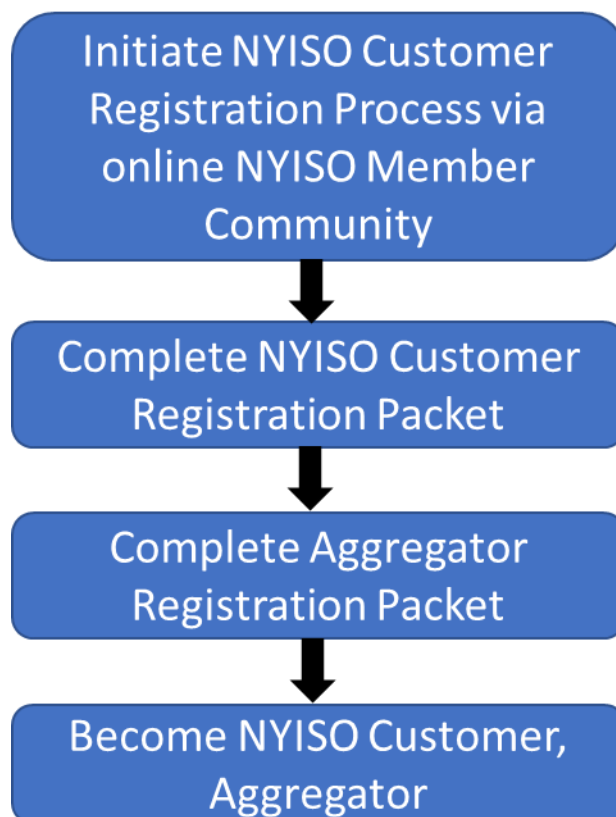 Initiate NYISO Customer
Registration Process via
online NYISO Member
Community
Complete NYISO Customer
Registration Packet
Complete Aggregator
Registration Packet
Become NYISO Customer,
Aggregator